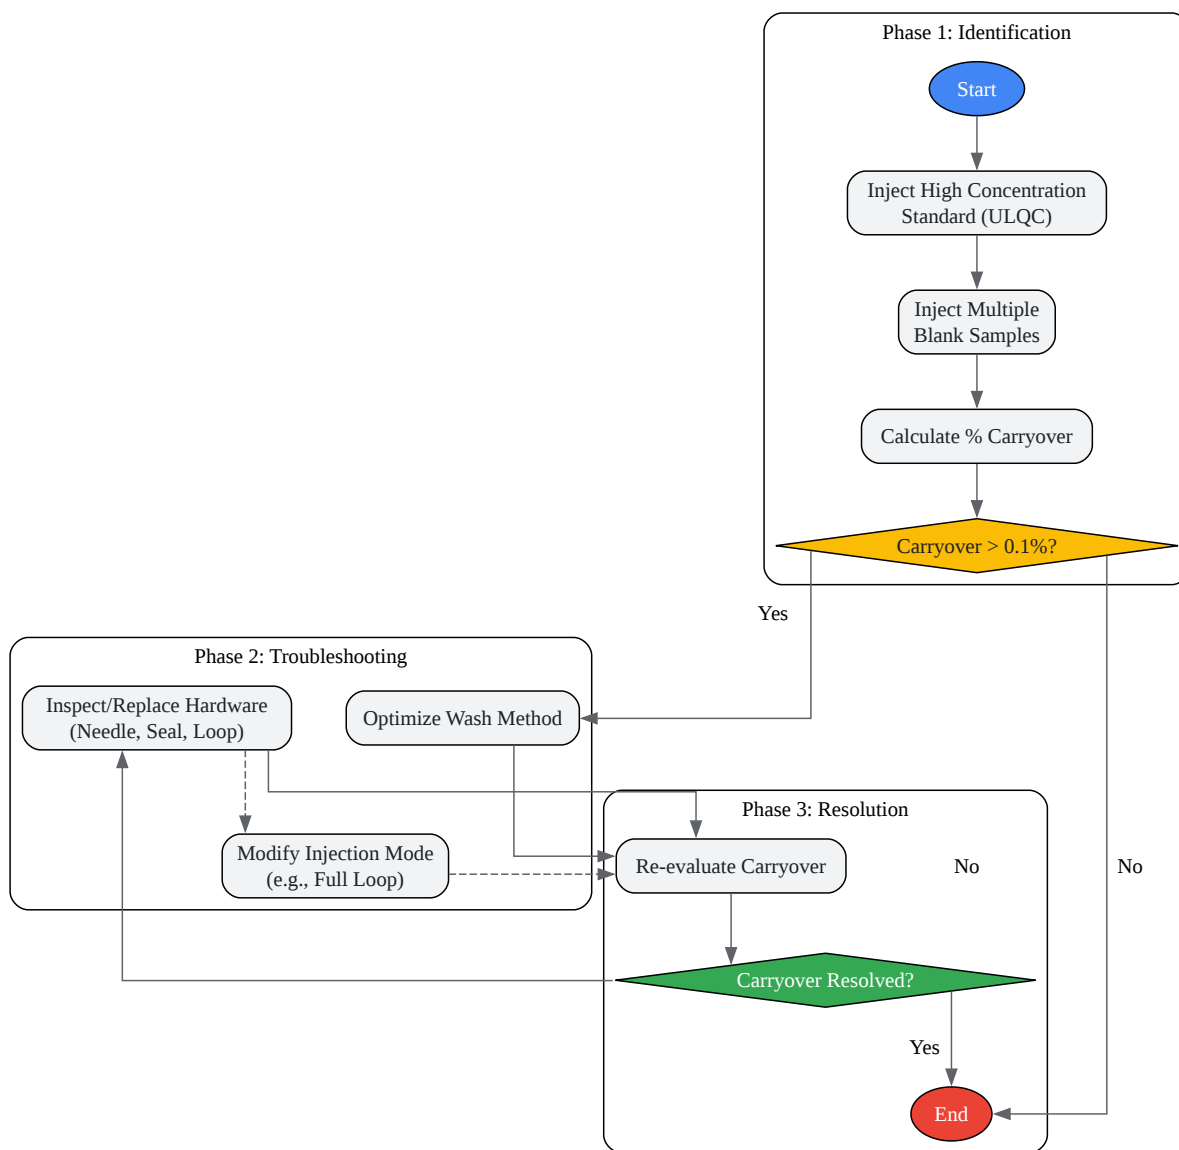 Phase 1: Identification
Start
Inject High Concentration
Standard (ULQC)
Inject Multiple
Blank Samples
Calculate % Carryover
Carryover > 0.1%?
Yes
Phase 2: Troubleshooting
Inspect/Replace Hardware
(Needle, Seal, Loop)
Optimize Wash Method
Modify Injection Mode
(e.g., Full Loop)
Phase 3: Resolution
Re-evaluate Carryover
No
No
Carryover Resolved?
Yes
End